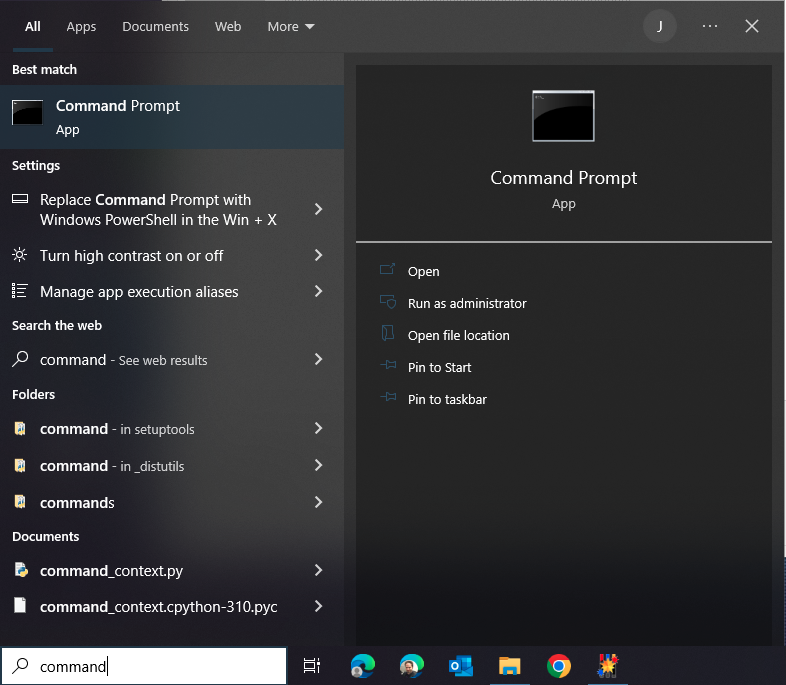 All Apps Documents Web More J ...
Best match
Command Prompt
App
Settings
Replace Command Prompt with
Windows PowerShell in the Win + X
Turn high contrast on or off
Manage app execution aliases
Search the web
command - See web results
Folders
command - in setuptools
command - in _distutils
commands
Documents
command_context.py
command_context.cpython-310.pyc
Command Prompt
App
Open
Run as administrator
Open file location
Pin to Start
Pin to taskbar
command